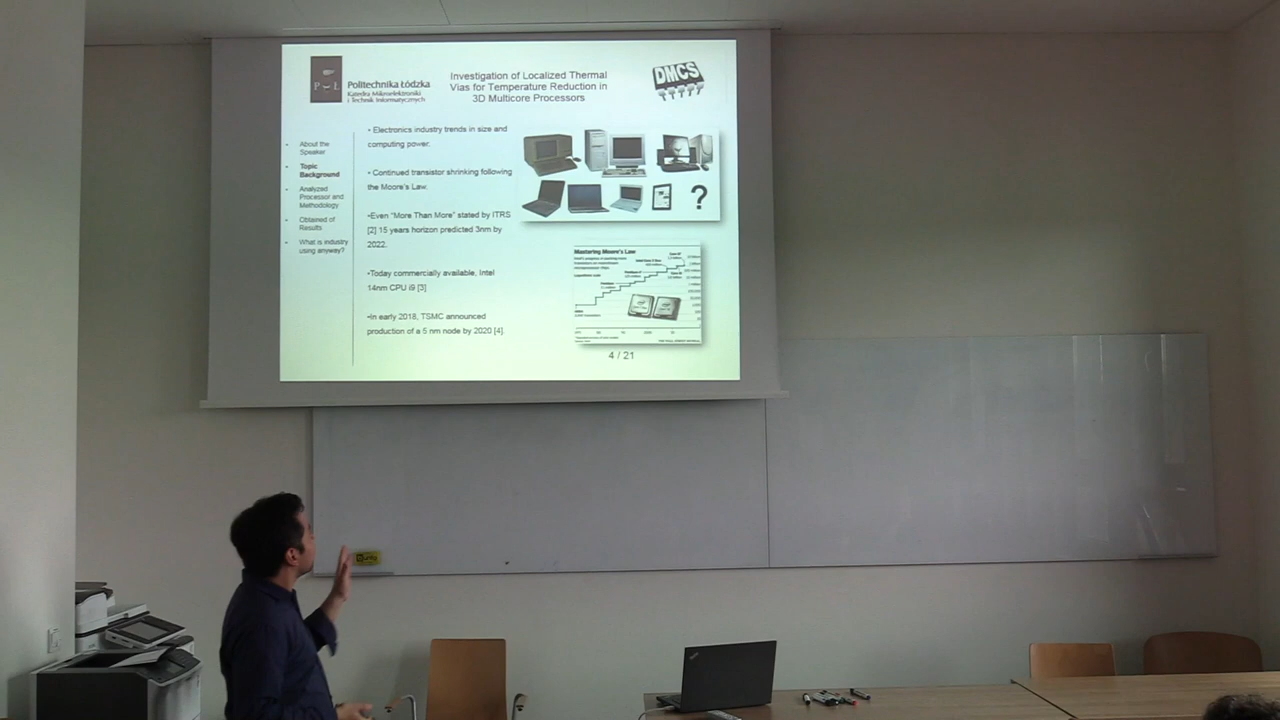 Politechnika Łódzka
Katedra Mikroelektroniki
i Technik Informatycznych
Investigation of Localized Thermal
Vias for Temperature Reduction in
3D Multicore Processors
DMCS
• About the
Speaker
• Topic
Background
• Analyzed
Processor and
Methodology
• Obtained of
Results
• What is industry
using anyway?
• Electronics industry trends in size and
computing power.
• Continued transistor shrinking following
the Moore's Law.
•Even "More Than More" stated by ITRS
[2] 15 years horizon predicted 3nm by
2022.
•Today commercially available, Intel
14nm CPU i9 [3]
•In early 2018, TSMC announced
production of a 5 nm node by 2020 [4].
?
Mastering Moore's Law
4 / 21